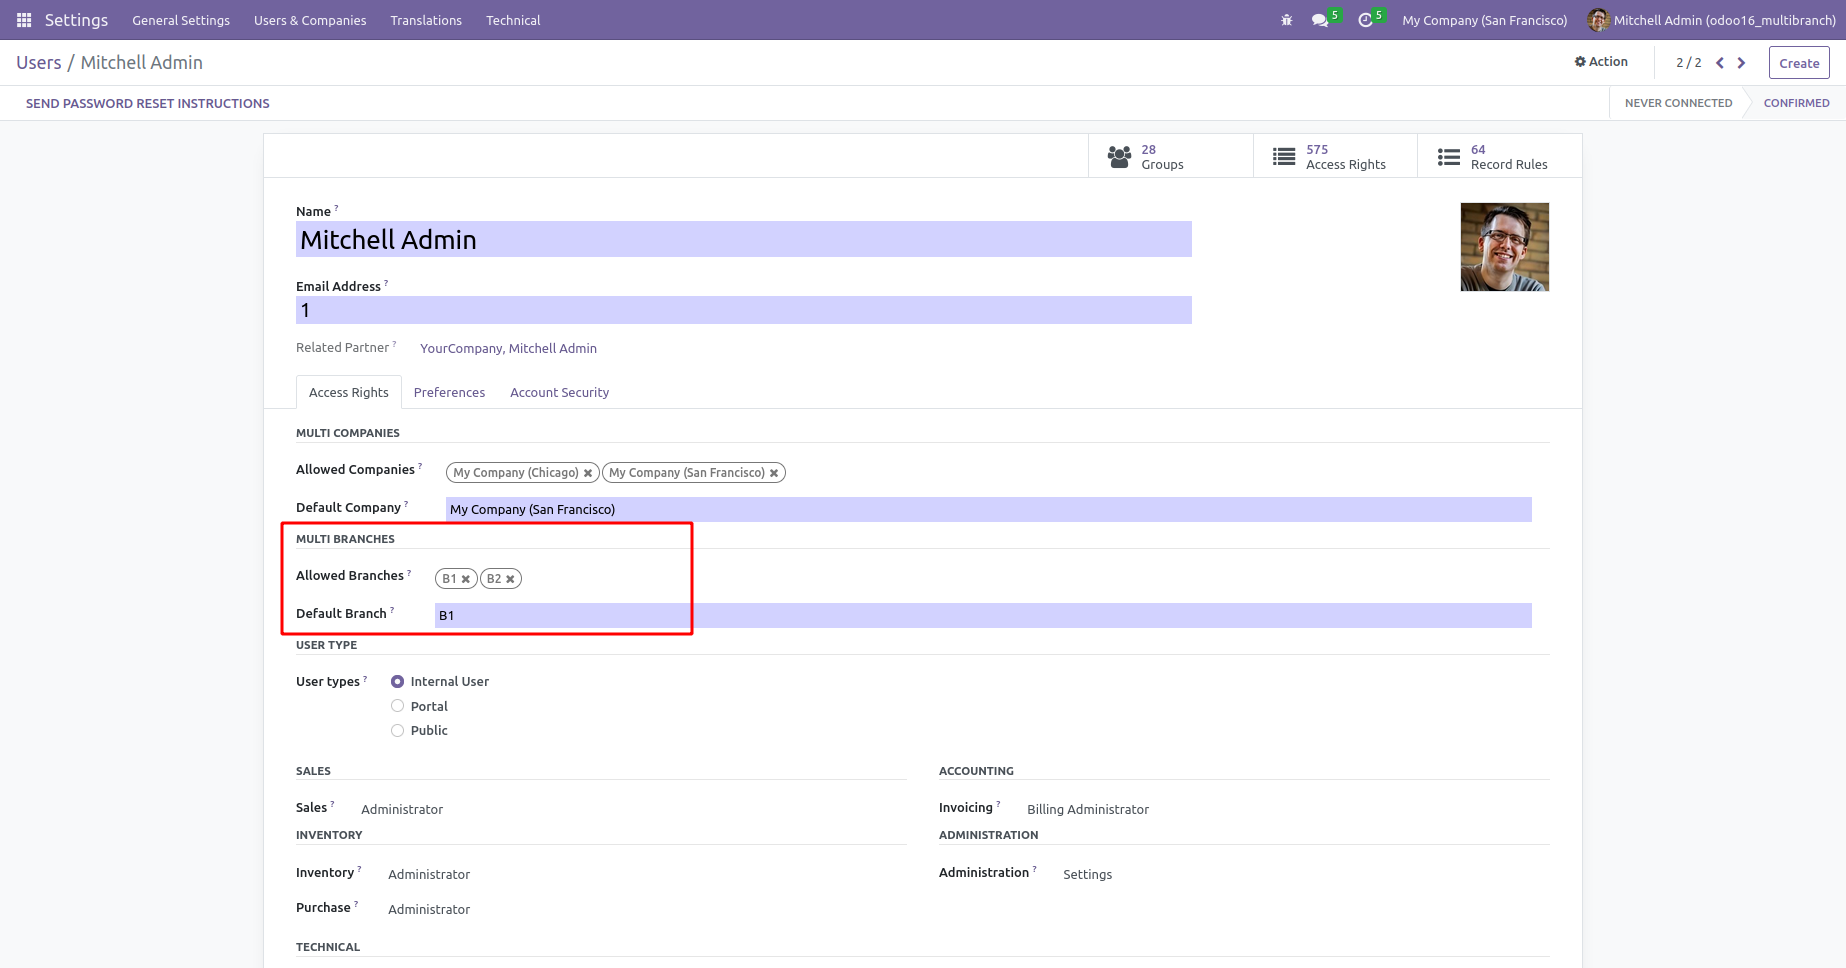 Settings General Settings Users & Companies Translations Technical 5 5 My Company (San Francisco) Mitchell Admin (odoo16_multibranch)
Users / Mitchell Admin Action 2 / 2 Create
SEND PASSWORD RESET INSTRUCTIONS NEVER CONNECTED CONFIRMED
28
Groups
575
Access Rights
64
Record Rules
Name ?
Mitchell Admin
Email Address ?
1
Related Partner ? YourCompany, Mitchell Admin
Access Rights Preferences Account Security
MULTI COMPANIES
Allowed Companies ? My Company (Chicago) ✖ My Company (San Francisco) ✖
Default Company ? My Company (San Francisco)
MULTI BRANCHES
Allowed Branches ? B1 ✖ B2 ✖
Default Branch ? B1
USER TYPE
User types ? Internal User
Portal
Public
SALES
Sales ? Administrator
ACCOUNTING
Invoicing ? Billing Administrator
INVENTORY
Inventory ? Administrator
Purchase ? Administrator
ADMINISTRATION
Administration ? Settings
TECHNICAL